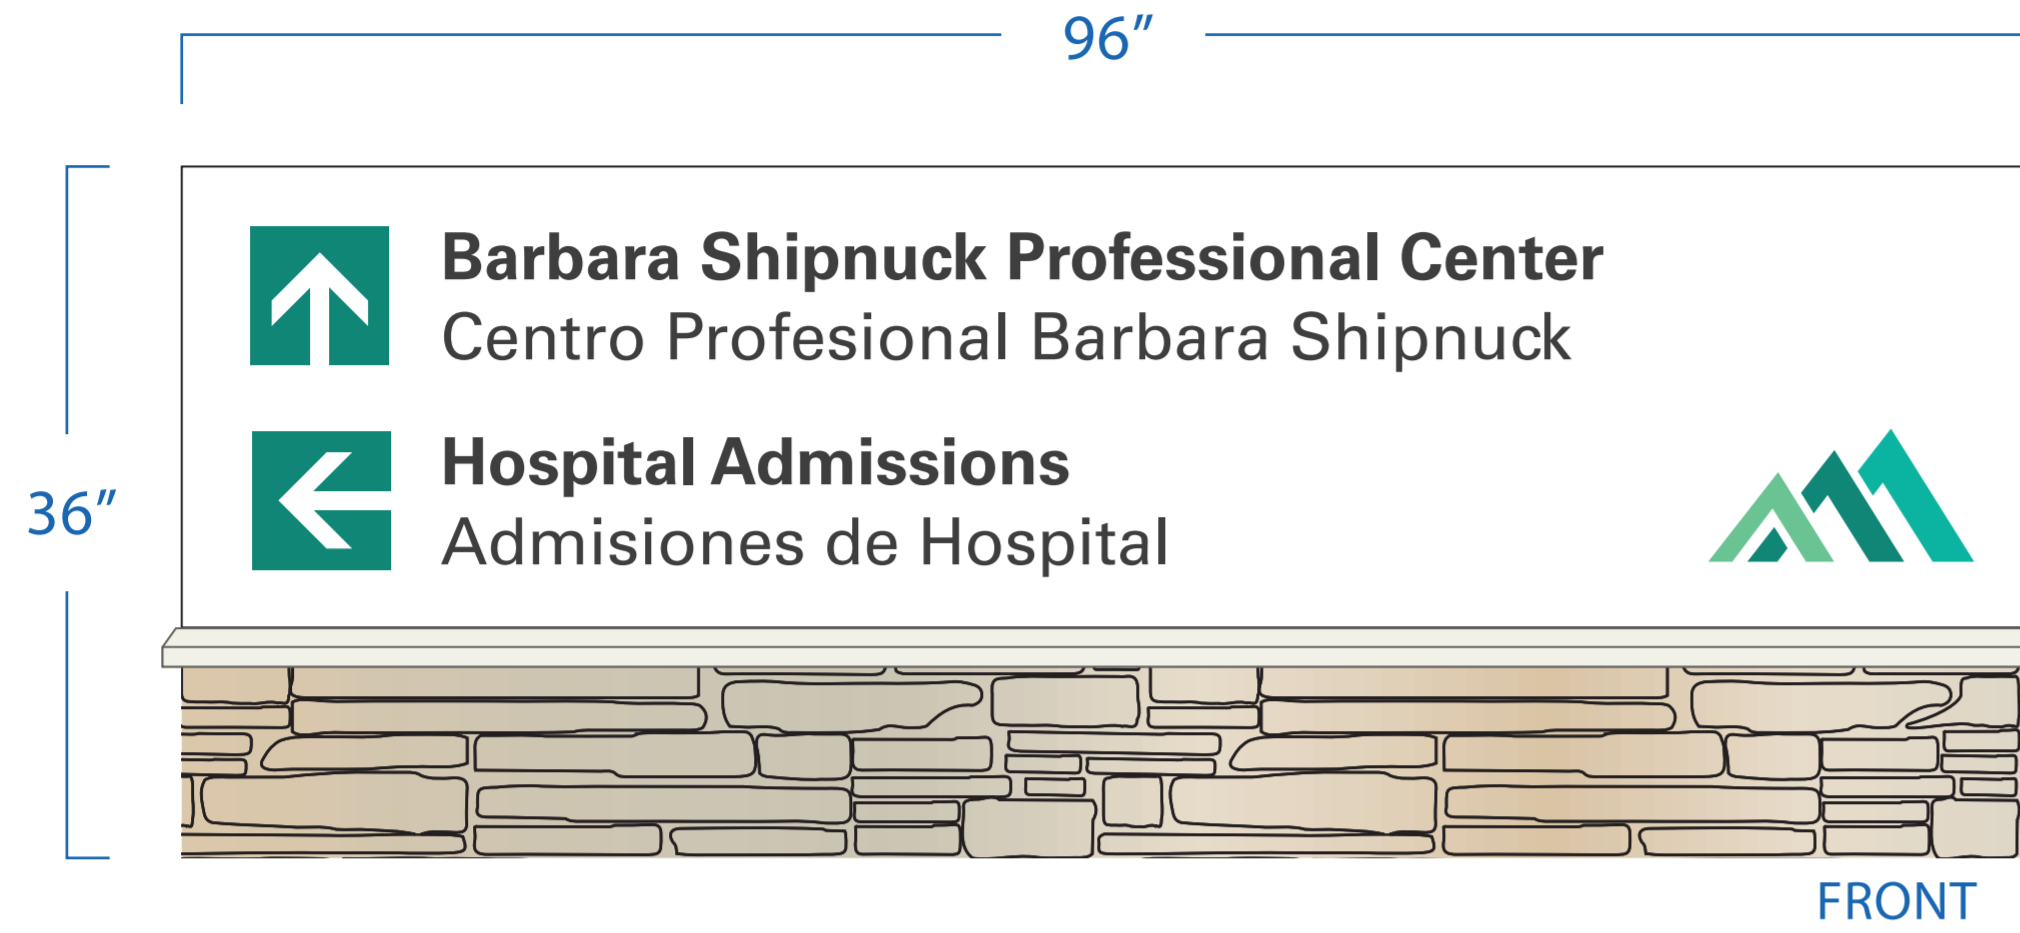 96″
Barbara Shipnuck Professional Center
Centro Profesional Barbara Shipnuck
Hospital Admissions
Admisiones de Hospital
36″
FRONT